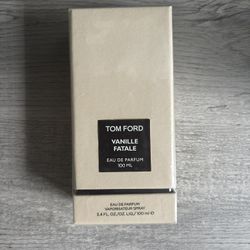 TOM FORD
VANILLE
FATALE
EAU DE PARFUM
100 ML
EAU DE PARFUM
VAPORISATEUR SPRAY
3.4 FL. OZ./OZ. LIQ./100 ml ℮